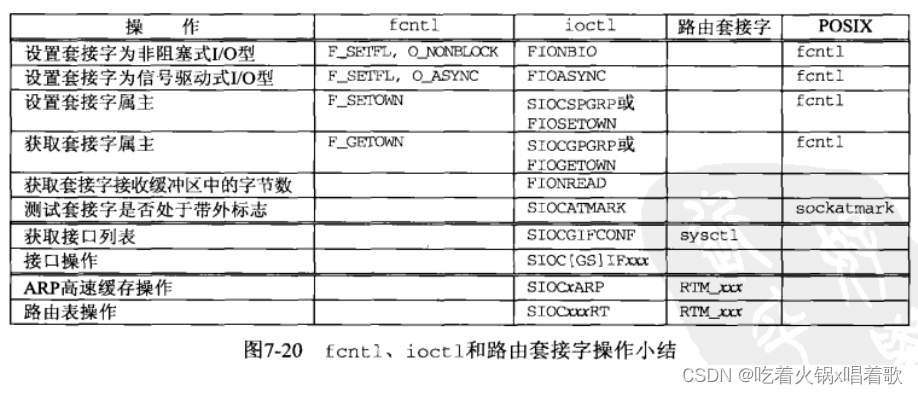 操 作 fcntl ioctl 路由套接字 POSIX
设置套接字为非阻塞式I/O型 F_SETFL, O_NONBLOCK FIONBIO fcntl
设置套接字为信号驱动式I/O型 F_SETFL, O_ASYNC FIOASYNC fcntl
设置套接字属主 F_SETOWN SIOCSPGRP或 fcntl
FIOSETOWN
获取套接字属主 F_GETOWN SIOCGPGRP或 fcntl
FIOGETOWN
获取套接字接收缓冲区中的字节数 FIONREAD
测试套接字是否处于带外标志 SIOCATMARK sockatmark
获取接口列表 SIOCGIFCONF sysctl
接口操作 SIOC[GS]IFxxx
ARP高速缓存操作 SIOCxARP RTM_xxx
路由表操作 SIOCxxxRT RTM_xxx
图7-20 fcntl、ioctl和路由套接字操作小结
CSDN @吃着火锅x唱着歌